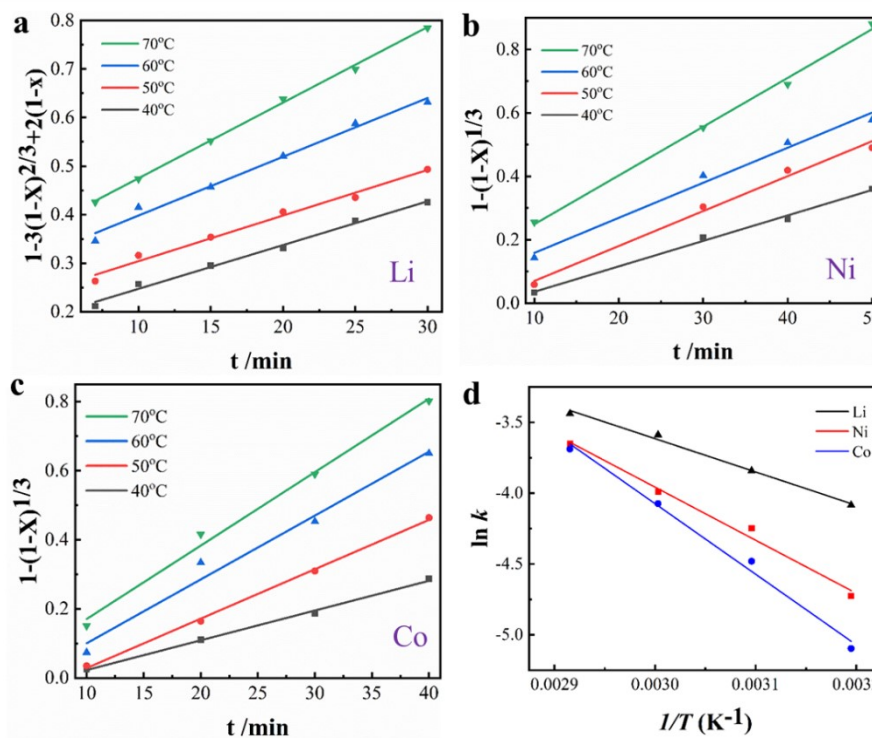 a
1-3(1-X)^2/3+2(1-x)
0.8
0.7
0.6
0.5
0.4
0.3
0.2
70°C
60°C
50°C
40°C
Li
10 15 20 25 30
t /min
b
1-(1-X)^1/3
0.8
0.6
0.4
0.2
0.0
70°C
60°C
50°C
40°C
Ni
10 20 30 40
t /min
c
1-(1-X)^1/3
0.8
0.6
0.4
0.2
0.0
70°C
60°C
50°C
40°C
Co
10 15 20 25 30 35 40
t /min
d
ln k
-3.5
-4.0
-4.5
-5.0
Li
Ni
Co
0.0029 0.0030 0.0031
1/T (K^-1)